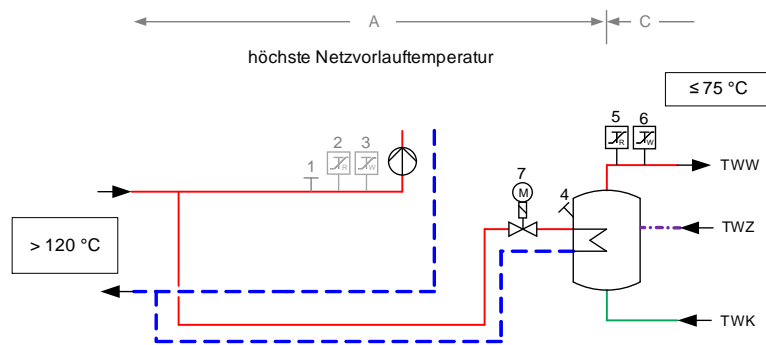 A
C
höchste Netzvorlauftemperatur
≤ 75 °C
5
6
R
W
2
3
R
W
1
7
M
4
TWW
> 120 °C
TWZ
TWK